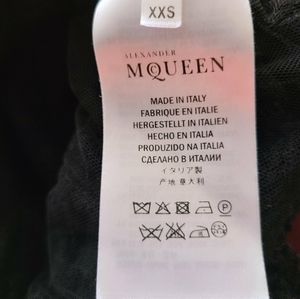 XXS
ALEXANDER
MQUEEN
MADE IN ITALY
FABRIQUE EN ITALIE
HERGESTELLT IN ITALIEN
HECHO EN ITALIA
PRODUZIDO NA ITALIA
СДЕЛАНО В ИТАЛИИ
イタリア製
产地 意大利
P